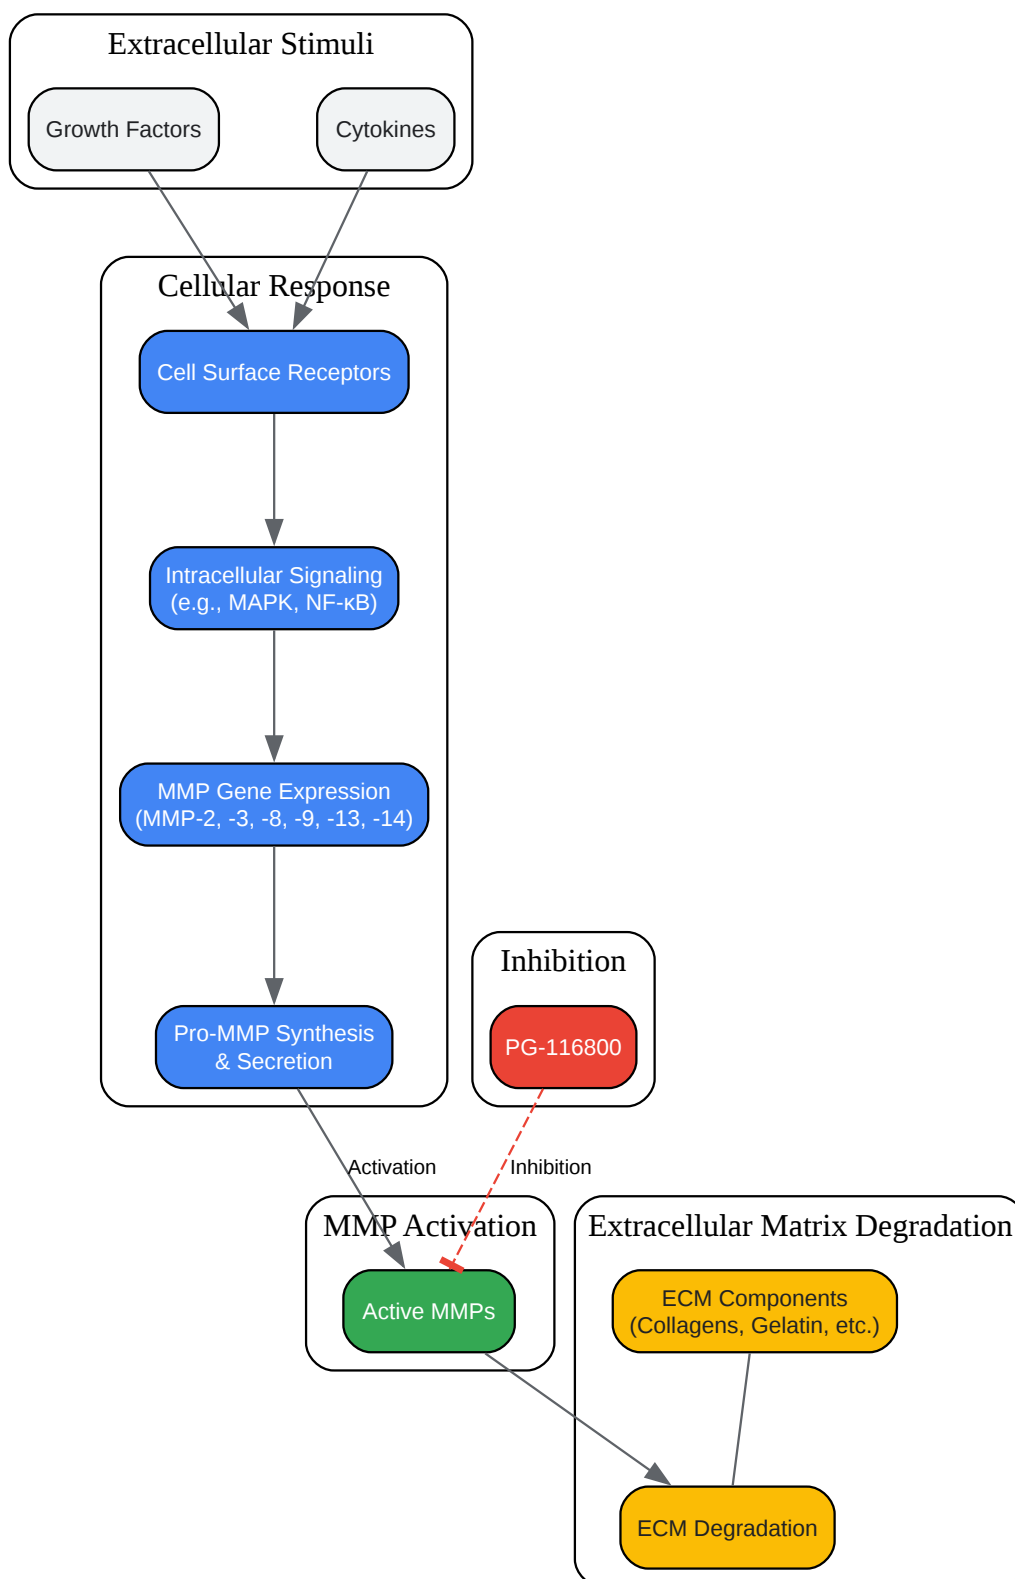 Extracellular Stimuli
Growth Factors
Cytokines
Cellular Response
Cell Surface Receptors
Intracellular Signaling
(e.g., MAPK, NF-κB)
MMP Gene Expression
(MMP-2, -3, -8, -9, -13, -14)
Pro-MMP Synthesis
& Secretion
Inhibition
PG-116800
Activation
Inhibition
MMP Activation
Active MMPs
Extracellular Matrix Degradation
ECM Components
(Collagens, Gelatin, etc.)
ECM Degradation